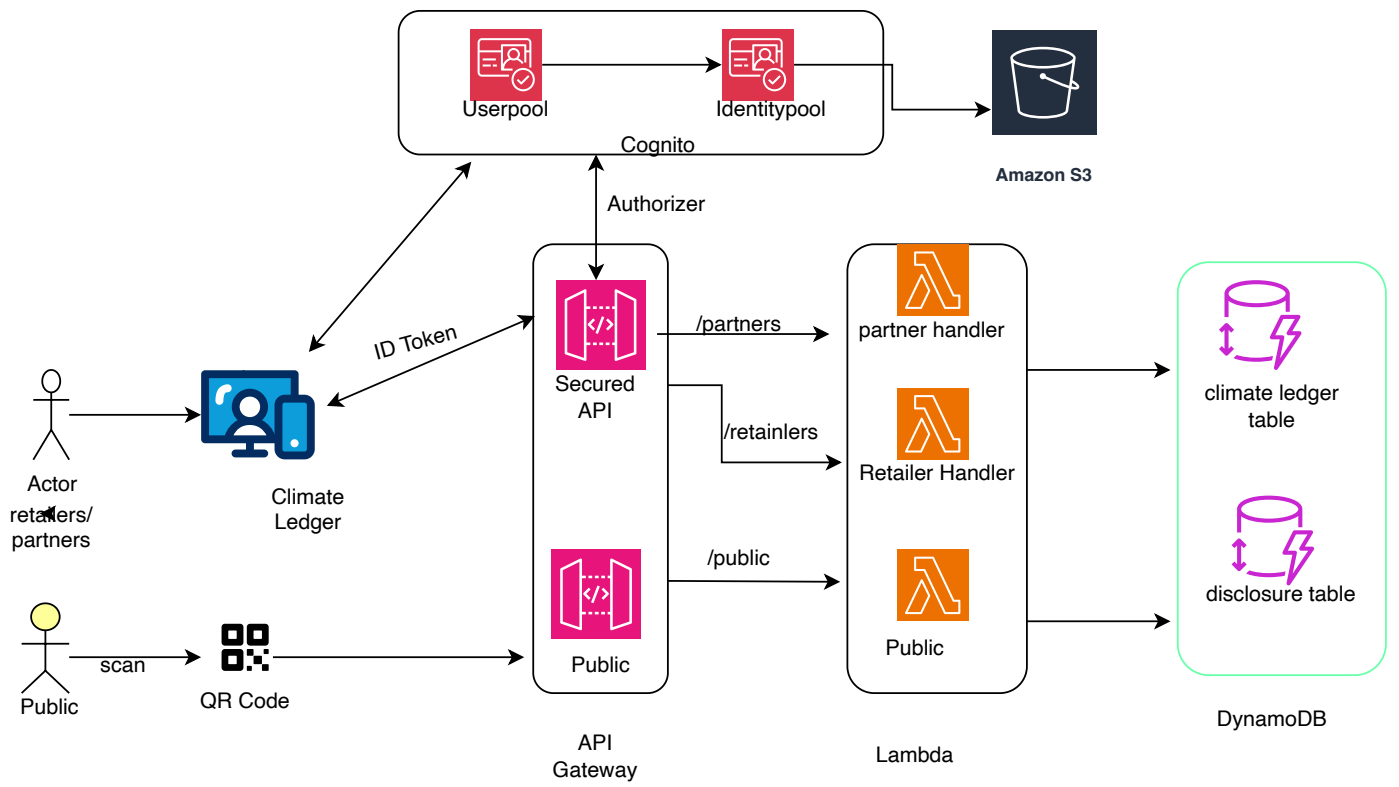 Userpool
Identitypool
Cognito
Amazon S3
Authorizer
ID Token
/partners
partner handler
Secured
API
/retainlers
Retailer Handler
climate ledger
table
Actor
retailers/
partners
Climate
Ledger
/public
disclosure table
Public
scan
QR Code
Public
Public
API
Gateway
Lambda
DynamoDB